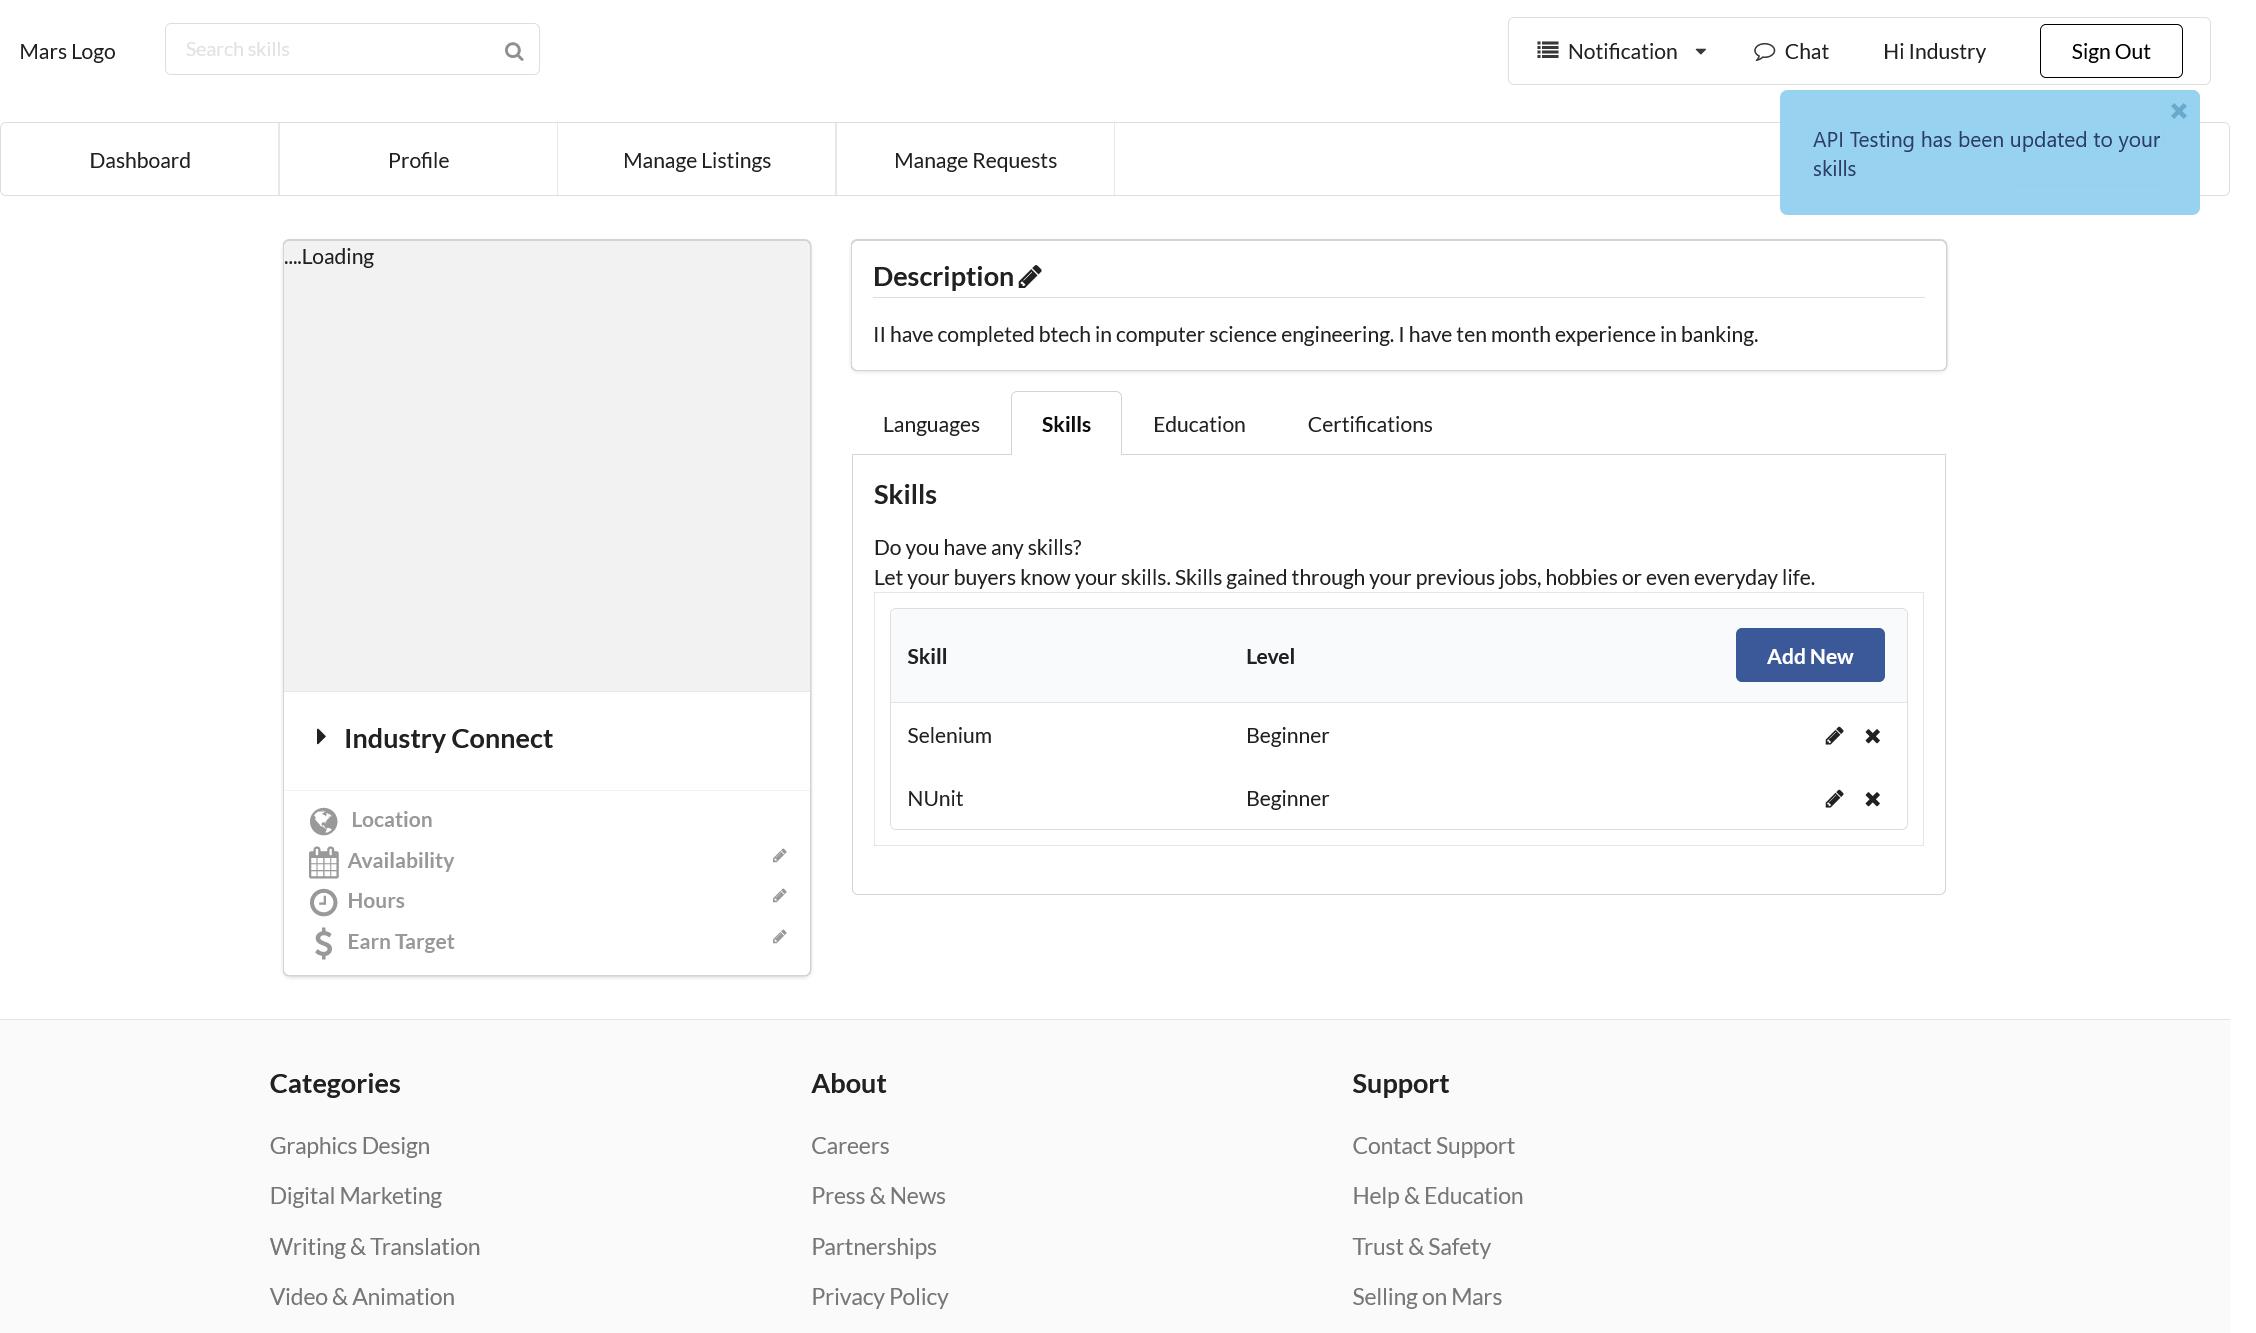 Mars Logo
Search skills
Notification
Chat
Hi Industry
Sign Out
API Testing has been updated to your
skills
Dashboard
Profile
Manage Listings
Manage Requests
....Loading
Industry Connect
Location
Availability
Hours
Earn Target
Description
II have completed btech in computer science engineering. I have ten month experience in banking.
Languages
Skills
Education
Certifications
Skills
Do you have any skills?
Let your buyers know your skills. Skills gained through your previous jobs, hobbies or even everyday life.
Skill Level Add New
Selenium Beginner
NUnit Beginner
Categories
Graphics Design
Digital Marketing
Writing & Translation
Video & Animation
About
Careers
Press & News
Partnerships
Privacy Policy
Support
Contact Support
Help & Education
Trust & Safety
Selling on Mars